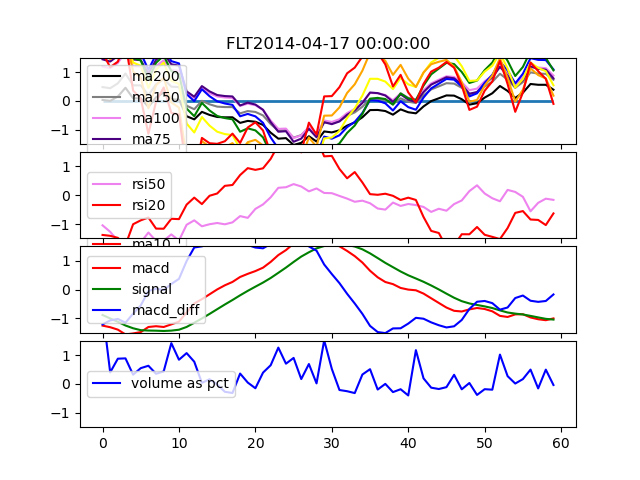 FLT2014-04-17 00:00:00
1
0
−1
ma200
ma150
ma100
ma75
1
0
−1
rsi50
rsi20
ma10
1
0
−1
macd
signal
macd_diff
1
0
−1
volume as pct
0 10 20 30 40 50 60